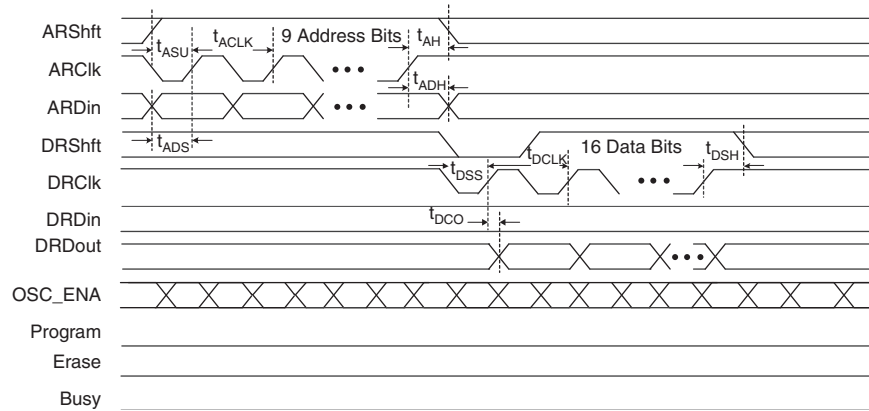 ARShft
tASU
tACLK
9 Address Bits
tAH
ARClk
tADH
ARDin
tADS
DRShft
16 Data Bits
tDCLK
tDSS
tDSH
DRClk
DRDin
tDCO
DRDout
OSC_ENA
Program
Erase
Busy